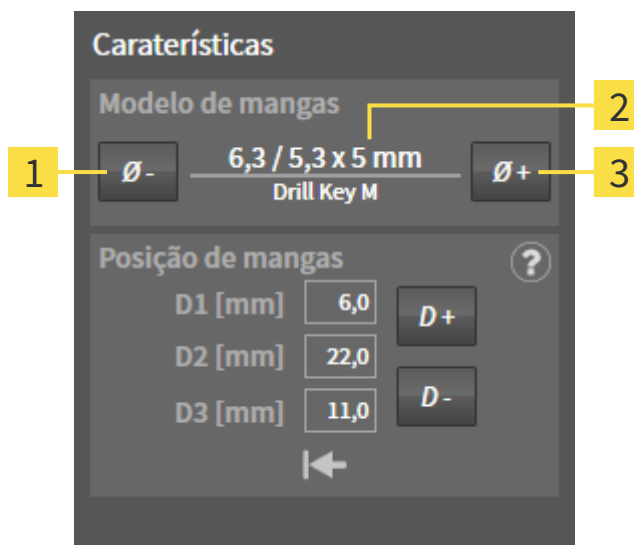 Caraterísticas
Modelo de mangas
2
1
Ø -
6,3 / 5,3 x 5 mm
Drill Key M
Ø +
3
Posição de mangas
?
D1 [mm] 6,0
D +
D2 [mm] 22,0
D -
D3 [mm] 11,0